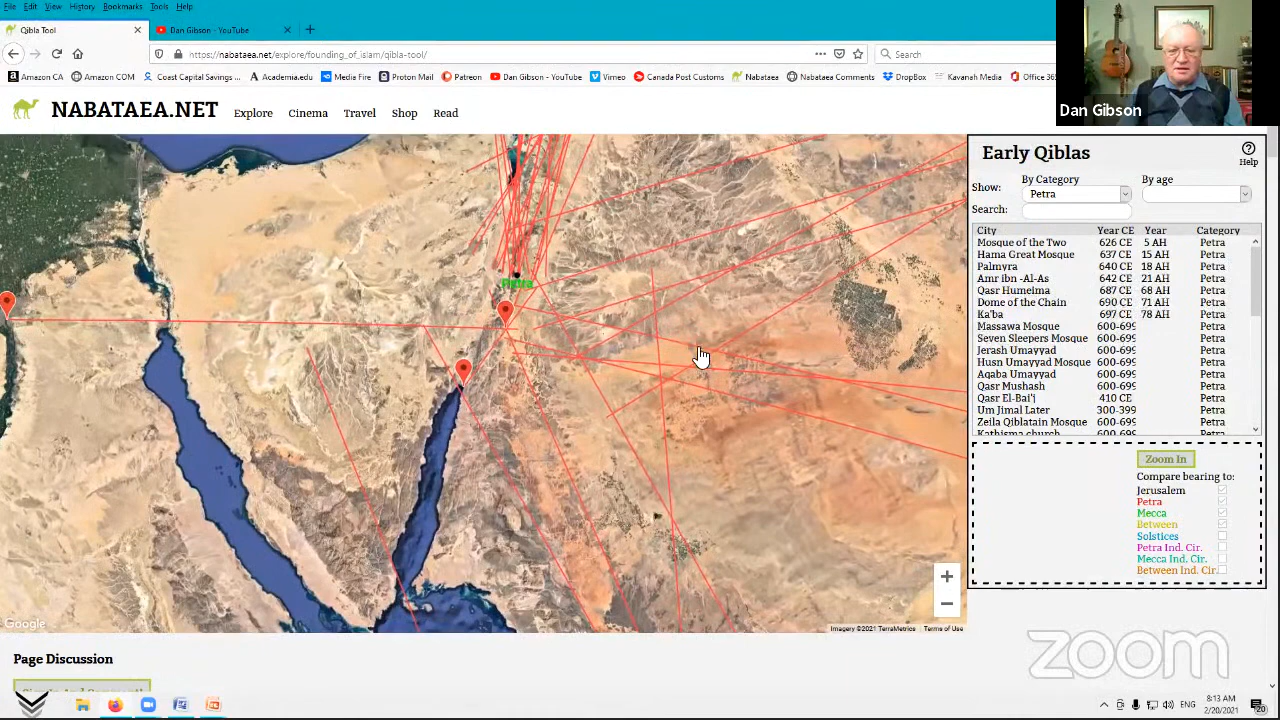 File Edit View History Bookmarks Tools Help
Qibla Tool
Dan Gibson - YouTube
https://nabataea.net/explore/founding_of_islam/qibla-tool/
Search
Amazon CA Amazon COM Coast Capital Savings ... Academia.edu Media Fire Proton Mail Patreon Dan Gibson - YouTube Vimeo Canada Post Customs Nabataea Nabataea Comments DropBox Kavanah Media Office 365
Dan Gibson
NABATAEA.NET Explore Cinema Travel Shop Read
Early Qiblas
Help
By Category By age
Show: Petra
Search:
City Year CE Year Category
Mosque of the Two 626 CE 5 AH Petra
Hama Great Mosque 637 CE 15 AH Petra
Palmyra 640 CE 18 AH Petra
Amr ibn -Al-As 642 CE 21 AH Petra
Qasr Humeima 687 CE 68 AH Petra
Dome of the Chain 690 CE 71 AH Petra
Ka'ba 697 CE 78 AH Petra
Massawa Mosque 600-699 Petra
Seven Sleepers Mosque 600-699 Petra
Jerash Umayyad 600-699 Petra
Husn Umayyad Mosque 600-699 Petra
Aqaba Umayyad 600-699 Petra
Qasr Mushash 600-699 Petra
Qasr El-Bai'j 410 CE Petra
Um Jimal Later 300-399 Petra
Zeila Qiblatain Mosque 600-699 Petra
Kathisma church 600-699 Petra
Petra
Zoom In
Compare bearing to:
Jerusalem
Petra
Mecca
Between
Solstices
Petra Ind. Cir.
Mecca Ind. Cir.
Between Ind. Cir.
Google
Imagery ©2021 TerraMetrics Terms of Use
Page Discussion
zoom
ENG
8:13 AM
2/20/2021
20